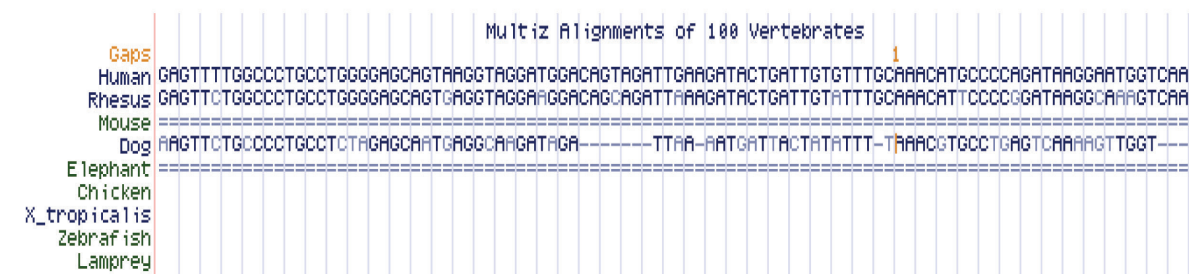 Multiz Alignments of 100 Vertebrates
Gaps 1
Human GAGTTTTGGCCCTGCCTGGGGAGCAGTAAGGTAGGATGGACAGTAGATTGAAGATACTGATTGTGTTTGCAAACATGCCCCAGATAAGGAATGGTCAA
Rhesus GAGTTCTGGCCCTGCCTGGGGAGCAGTGAGGTAGGAAGGACAGCAGATTAAAGATACTGATTGTATTTGCAAACATTCCCCGGATAAGGCAAAGTCAA
Mouse ==================================================================================================
Dog AAGTTCTGCCCCTGCCTCTAGAGCAATGAGGCAAGATAGA-------TTAA-AATGATTACTATATTT-TAAACGTGCCTGAGTCAAAAGTTGGT---
Elephant ==================================================================================================
Chicken
X_tropicalis
Zebrafish
Lamprey